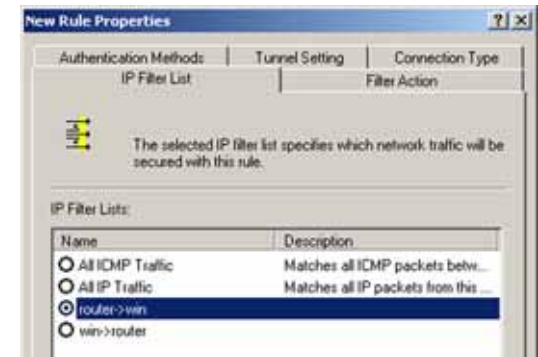 New Rule Properties
Authentication Methods Tunnel Setting Connection Type
IP Filter List Filter Action
The selected IP filter list specifies which network traffic will be
secured with this rule.
IP Filter Lists:
Name Description
All ICMP Traffic Matches all ICMP packets betw...
All IP Traffic Matches all IP packets from this ...
router->win
win->router